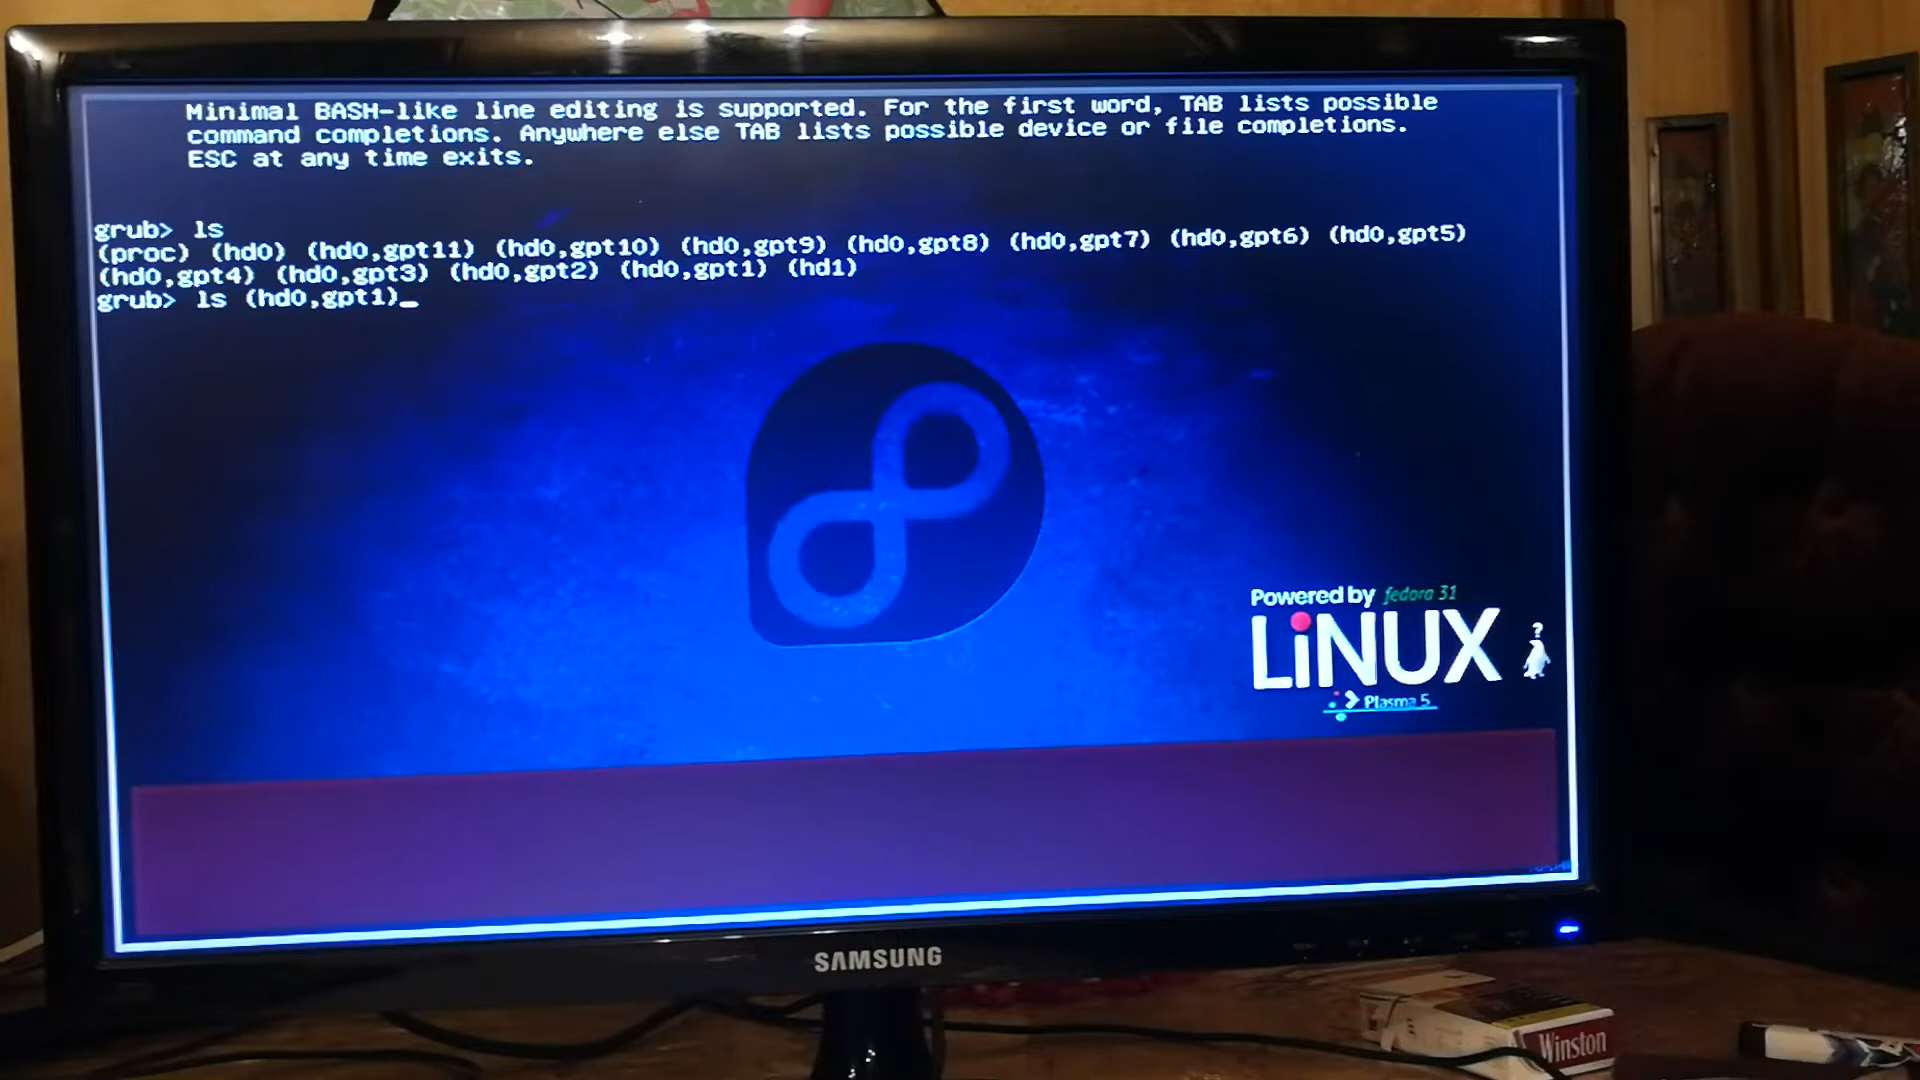 Minimal BASH-like line editing is supported. For the first word, TAB lists possible
command completions. Anywhere else TAB lists possible device or file completions.
ESC at any time exits.
grub> ls
(proc) (hd0) (hd0,gpt11) (hd0,gpt10) (hd0,gpt9) (hd0,gpt8) (hd0,gpt7) (hd0,gpt6) (hd0,gpt5)
(hd0,gpt4) (hd0,gpt3) (hd0,gpt2) (hd0,gpt1) (hd1)
grub> ls (hd0,gpt1)_
Powered by fedora 31
LiNUX
?
Plasma 5
SAMSUNG
Winston